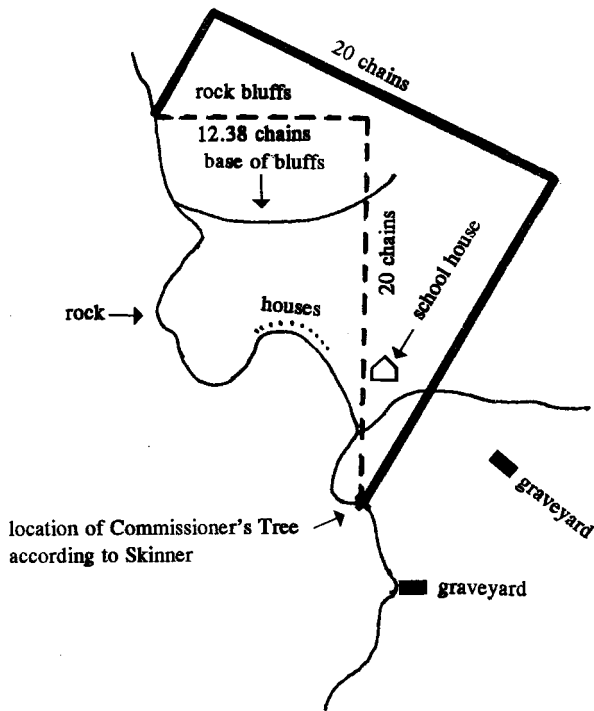 20 chains
rock bluffs
12.38 chains
base of bluffs
20 chains
school house
rock
houses
graveyard
location of Commissioner's Tree
according to Skinner
graveyard